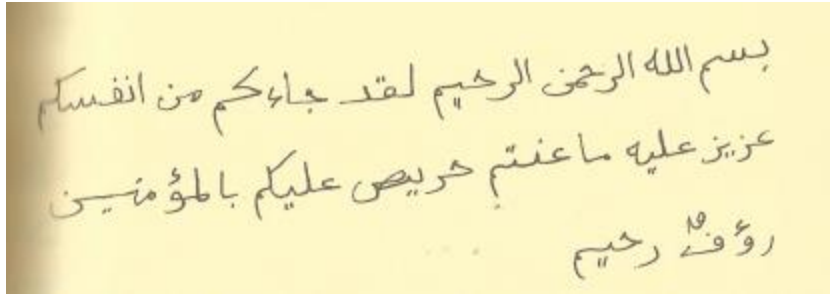 بسم الله الرحمن الرحيم لقد جاءكم من انفسكم
عزيز عليه ما عنتم حريص عليكم بالمؤمنين
رؤفٌ رحيم